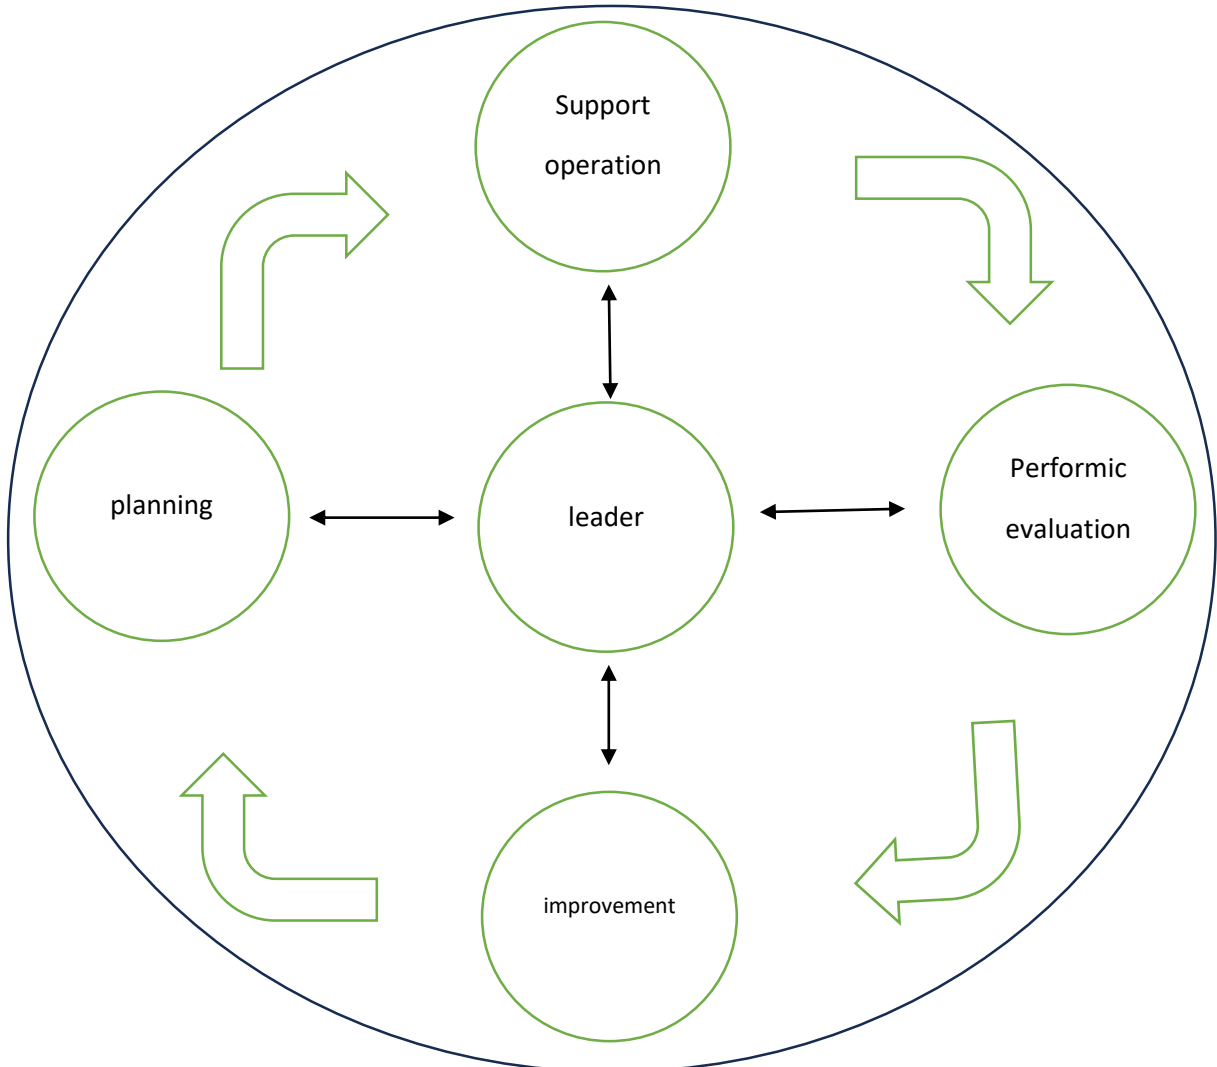 Support
operation
planning
leader
Performic
evaluation
improvement